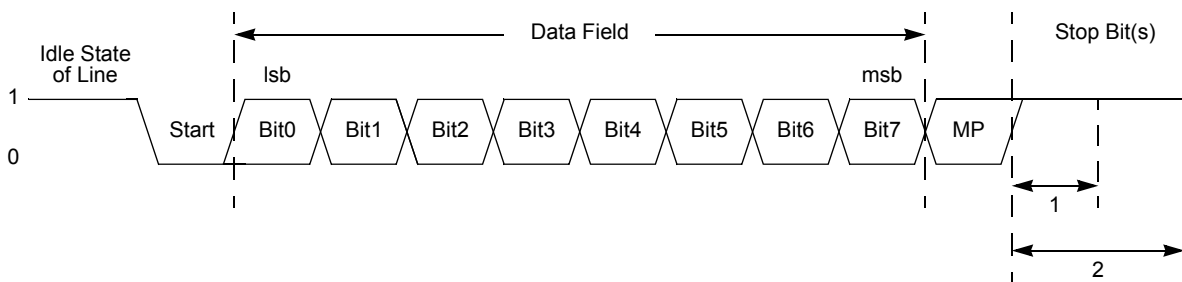 Data Field
Stop Bit(s)
Idle State
of Line
lsb
msb
1
Start
Bit0
Bit1
Bit2
Bit3
Bit4
Bit5
Bit6
Bit7
MP
0
1
2